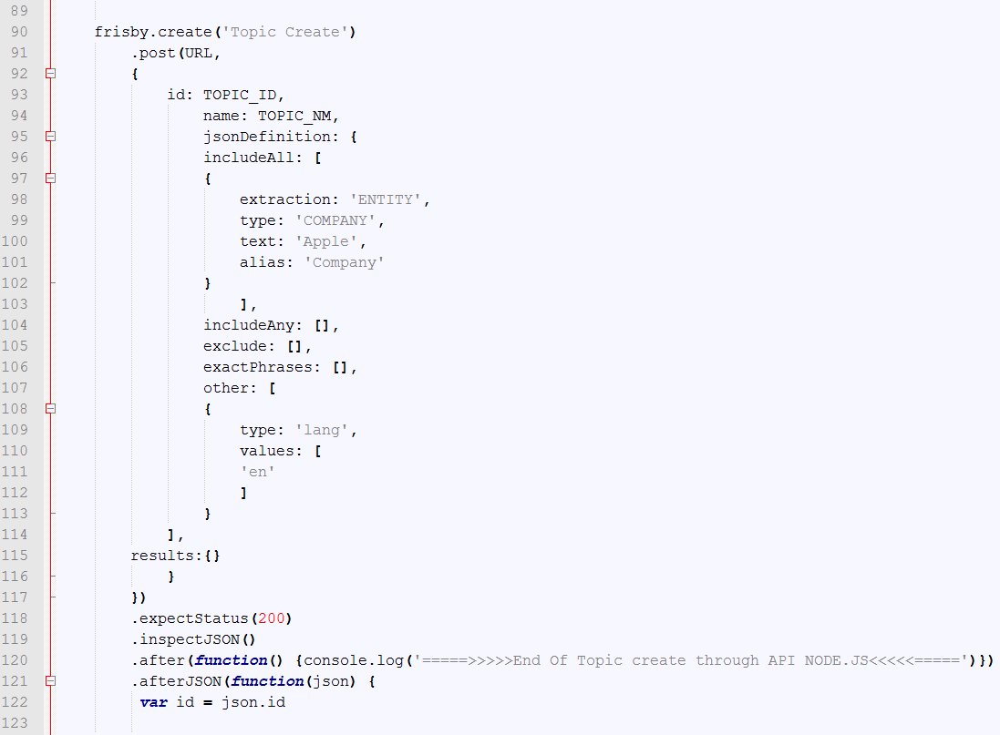 89
90 frisby.create('Topic Create')
91 .post(URL,
92 {
93 id: TOPIC_ID,
94 name: TOPIC_NM,
95 jsonDefinition: {
96 includeAll: [
97 {
98 extraction: 'ENTITY',
99 type: 'COMPANY',
100 text: 'Apple',
101 alias: 'Company'
102 }
103 ],
104 includeAny: [],
105 exclude: [],
106 exactPhrases: [],
107 other: [
108 {
109 type: 'lang',
110 values: [
111 'en'
112 ]
113 }
114 ],
115 results:{}
116 }
117 })
118 .expectStatus(200)
119 .inspectJSON()
120 .after(function() {console.log('=====>>>>>End Of Topic create through API NODE.JS<<<<<=====')})
121 .afterJSON(function(json) {
122 var id = json.id
123